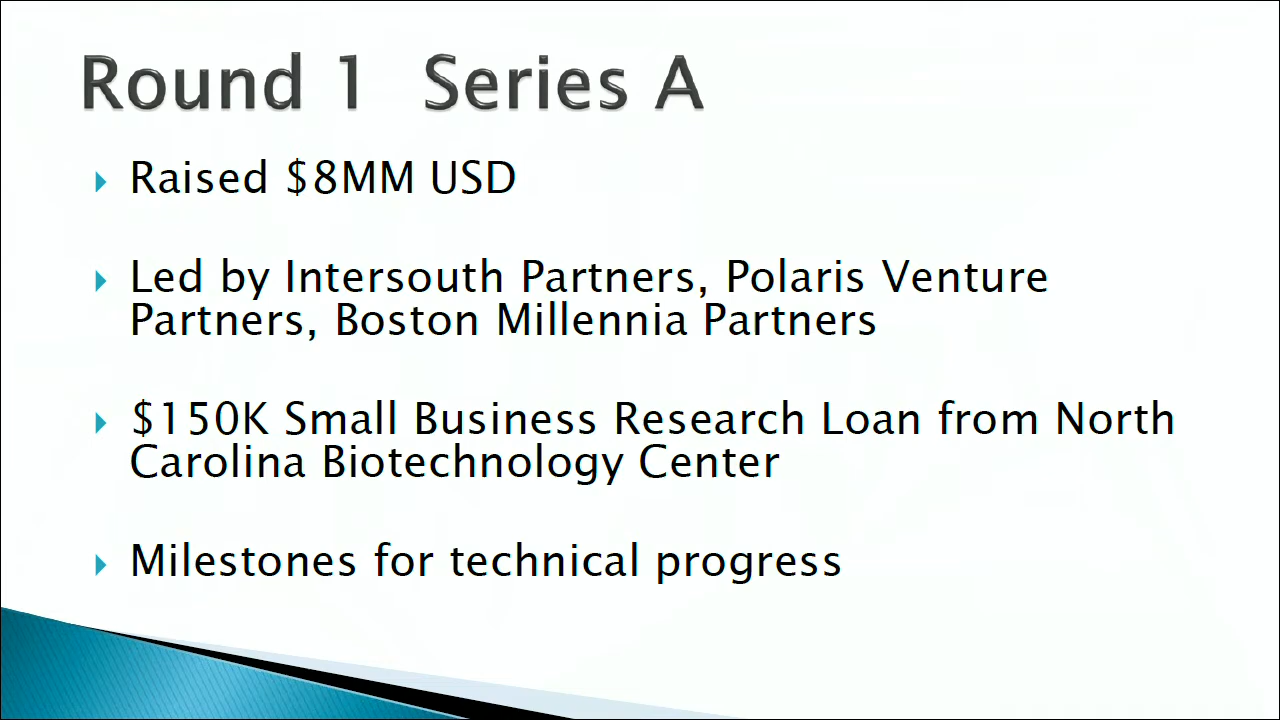 Round 1 Series A
Raised $8MM USD
Led by Intersouth Partners, Polaris Venture
Partners, Boston Millennia Partners
$150K Small Business Research Loan from North
Carolina Biotechnology Center
Milestones for technical progress